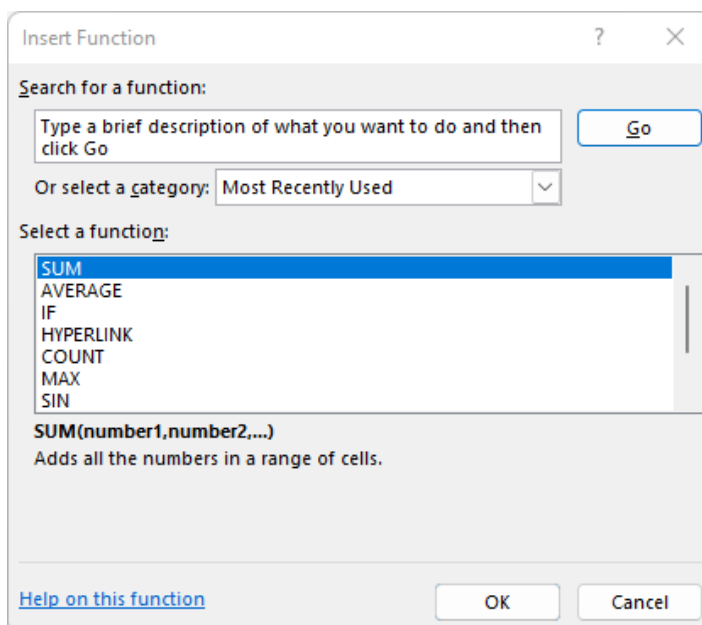 Insert Function
?
Search for a function:
Type a brief description of what you want to do and then
click Go
Go
Or select a category: Most Recently Used
Select a function:
SUM
AVERAGE
IF
HYPERLINK
COUNT
MAX
SIN
SUM(number1,number2,...)
Adds all the numbers in a range of cells.
Help on this function
OK
Cancel